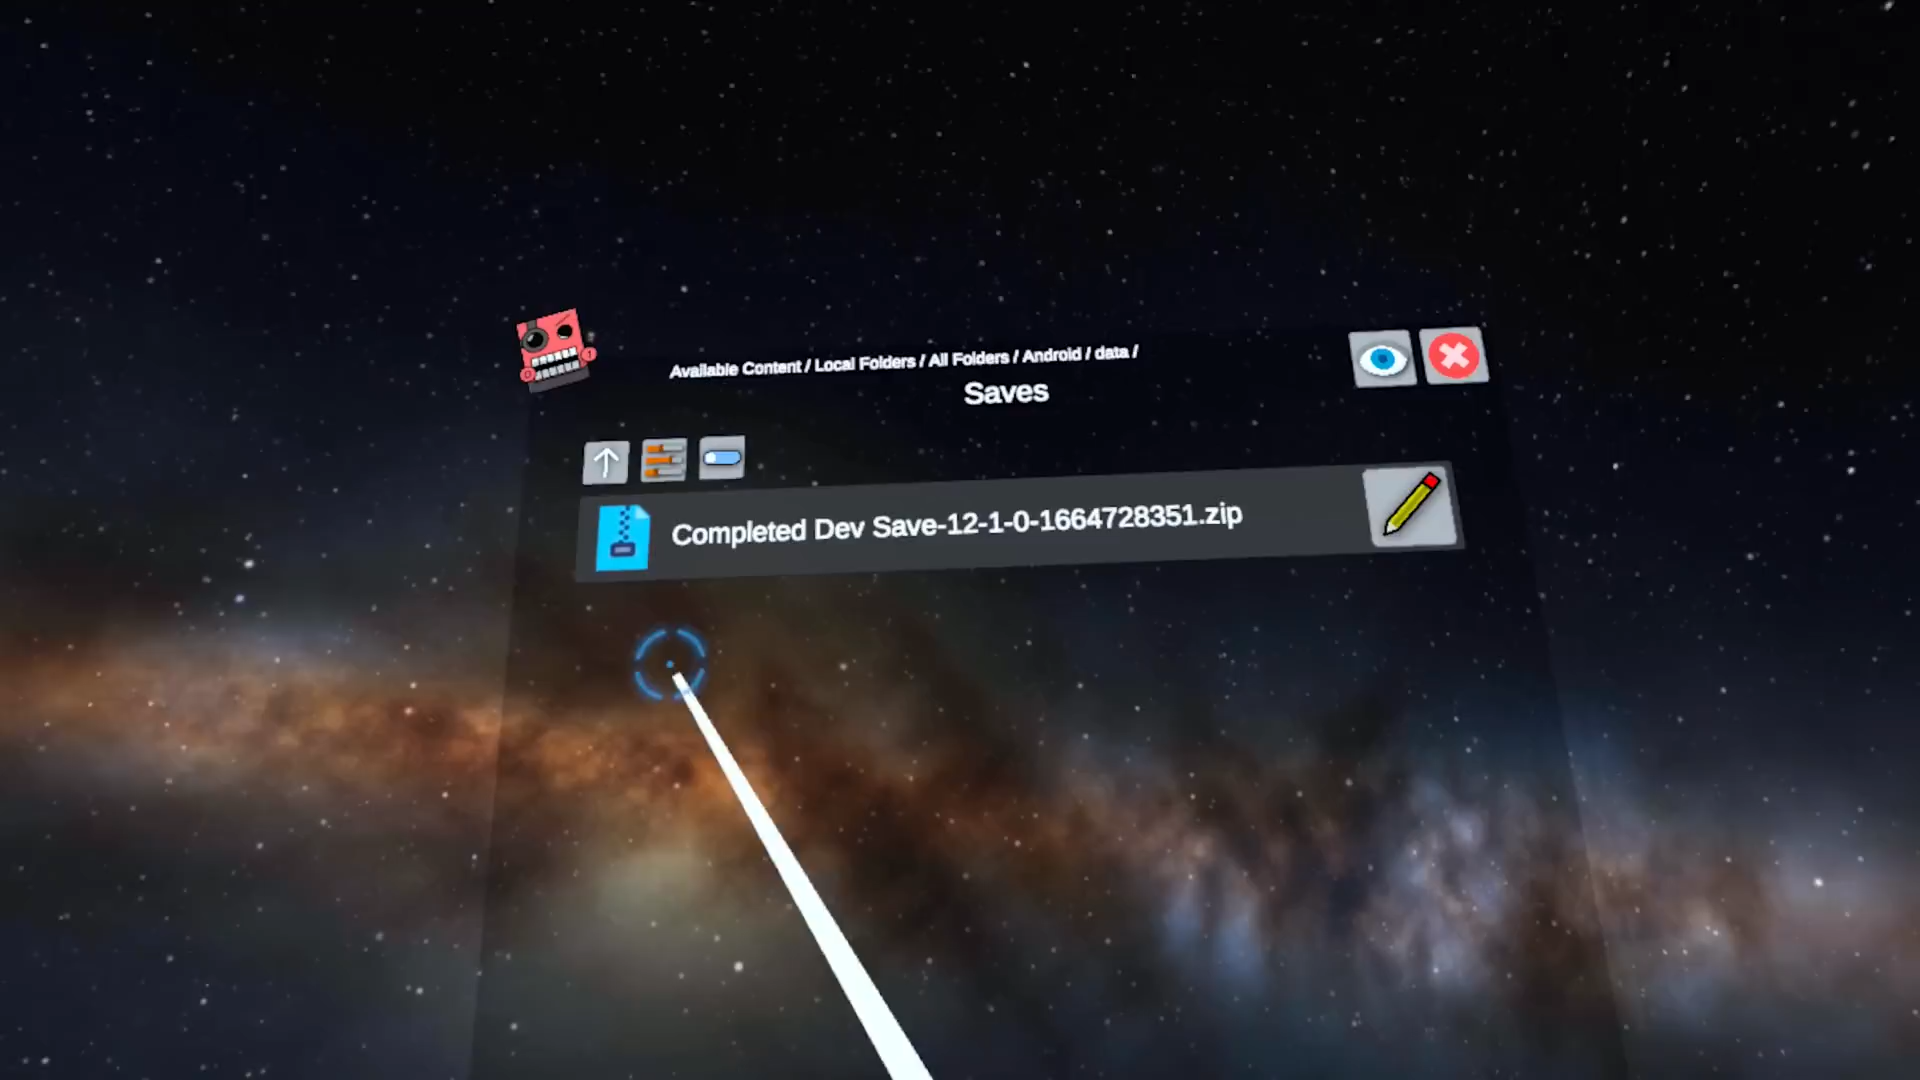 Available Content / Local Folders / All Folders / Android / data /
Saves
Completed Dev Save-12-1-0-1664728351.zip